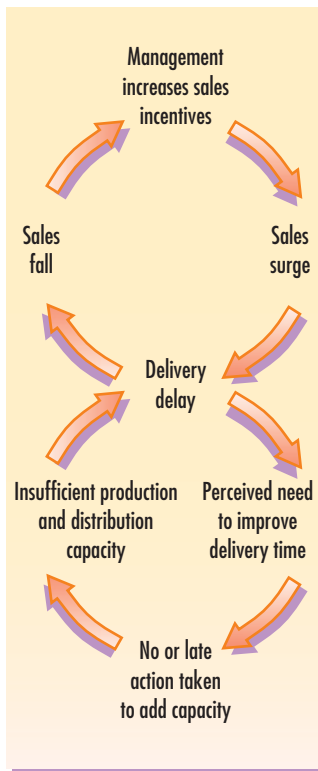 Management
increases sales
incentives
Sales
fall
Sales
surge
Delivery
delay
Insufficient production
and distribution
capacity
Perceived need
to improve
delivery time
No or late
action taken
to add capacity